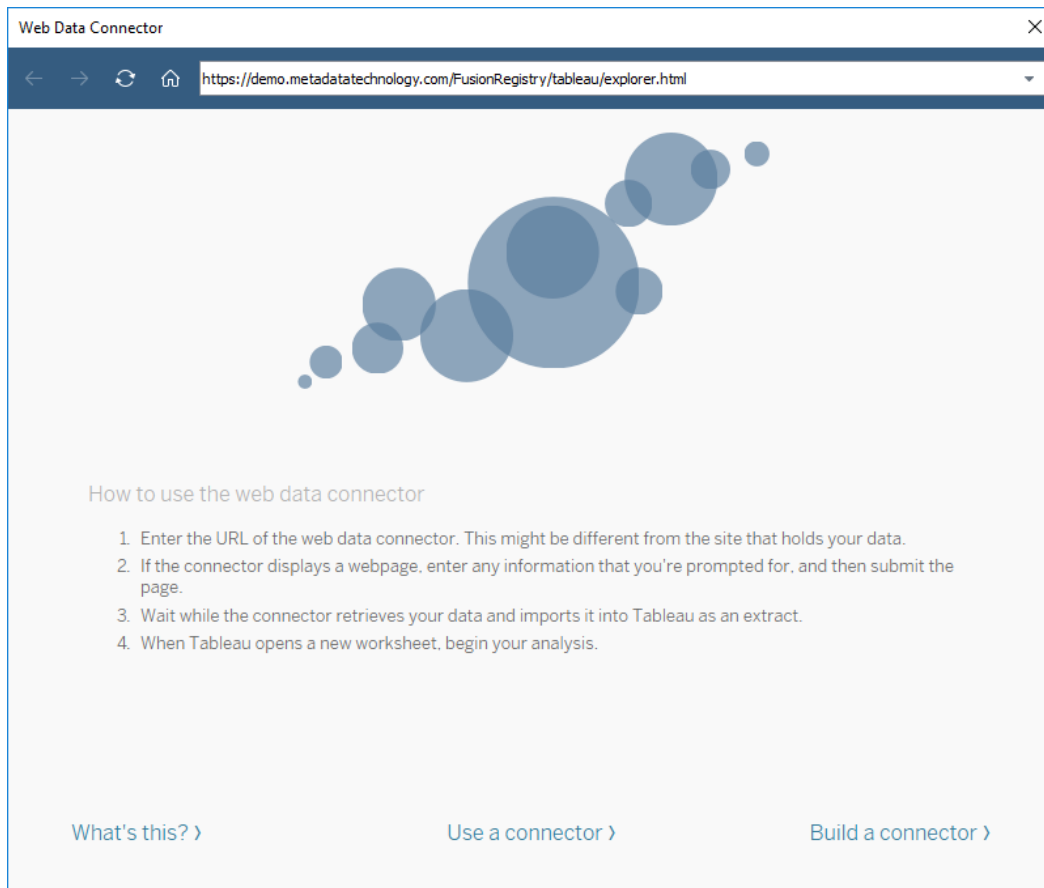 Web Data Connector
https://demo.metadatatechnology.com/FusionRegistry/tableau/explorer.html
How to use the web data connector
1. Enter the URL of the web data connector. This might be different from the site that holds your data.
2. If the connector displays a webpage, enter any information that you're prompted for, and then submit the
page.
3. Wait while the connector retrieves your data and imports it into Tableau as an extract.
4. When Tableau opens a new worksheet, begin your analysis.
What's this? ›
Use a connector ›
Build a connector ›